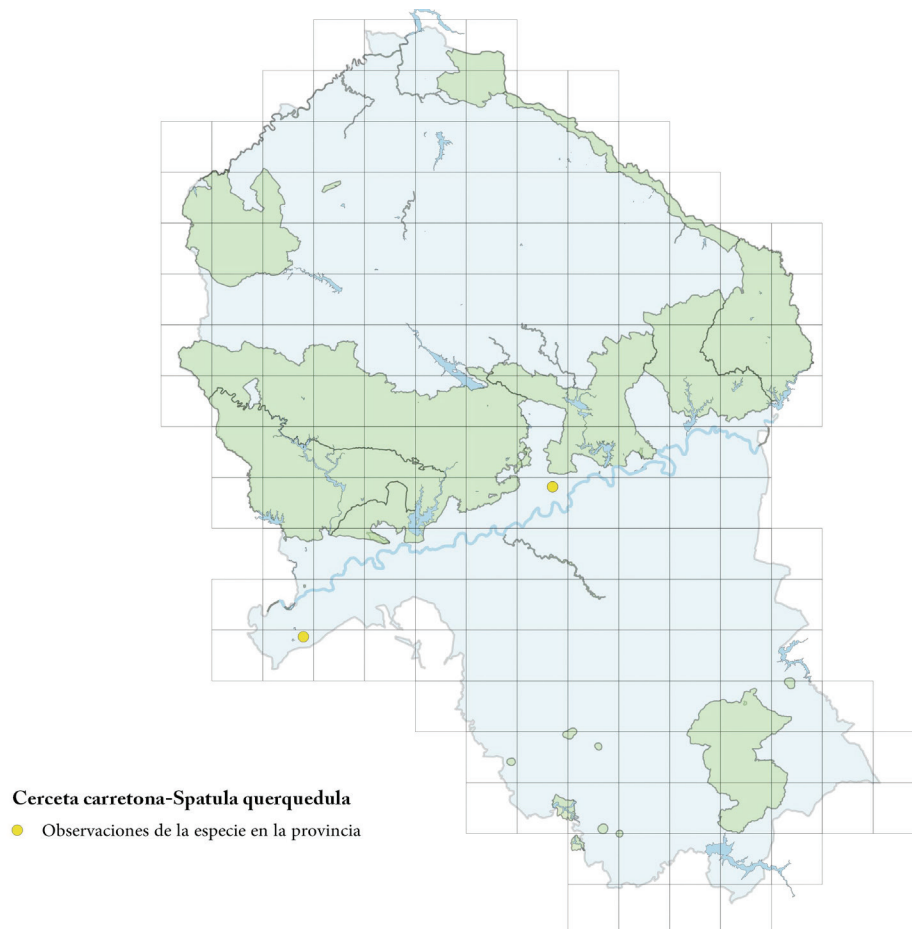 Cerceta carretona-Spatula querquedula
Observaciones de la especie en la provincia